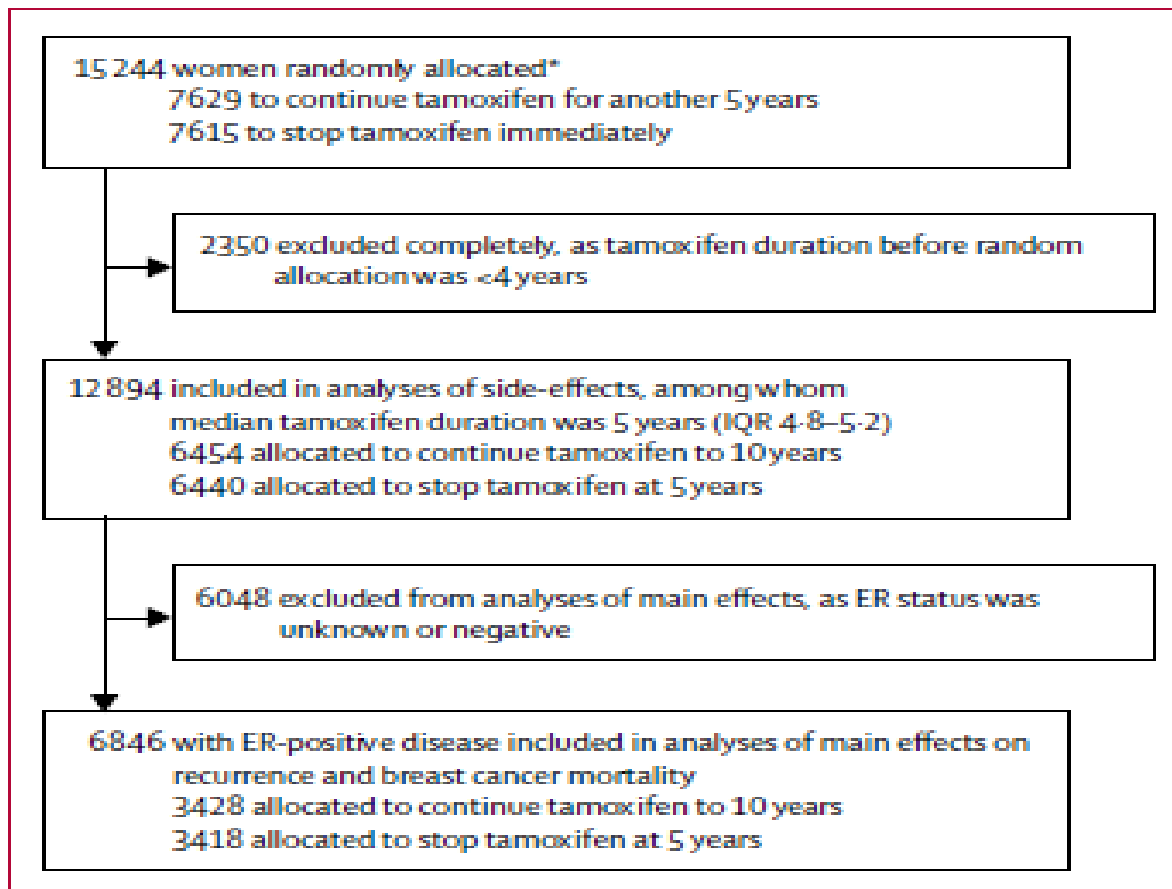 15 244 women randomly allocated*
7629 to continue tamoxifen for another 5 years
7615 to stop tamoxifen immediately
2350 excluded completely, as tamoxifen duration before random
allocation was <4 years
12 894 included in analyses of side-effects, among whom
median tamoxifen duration was 5 years (IQR 4·8–5·2)
6454 allocated to continue tamoxifen to 10 years
6440 allocated to stop tamoxifen at 5 years
6048 excluded from analyses of main effects, as ER status was
unknown or negative
6846 with ER-positive disease included in analyses of main effects on
recurrence and breast cancer mortality
3428 allocated to continue tamoxifen to 10 years
3418 allocated to stop tamoxifen at 5 years